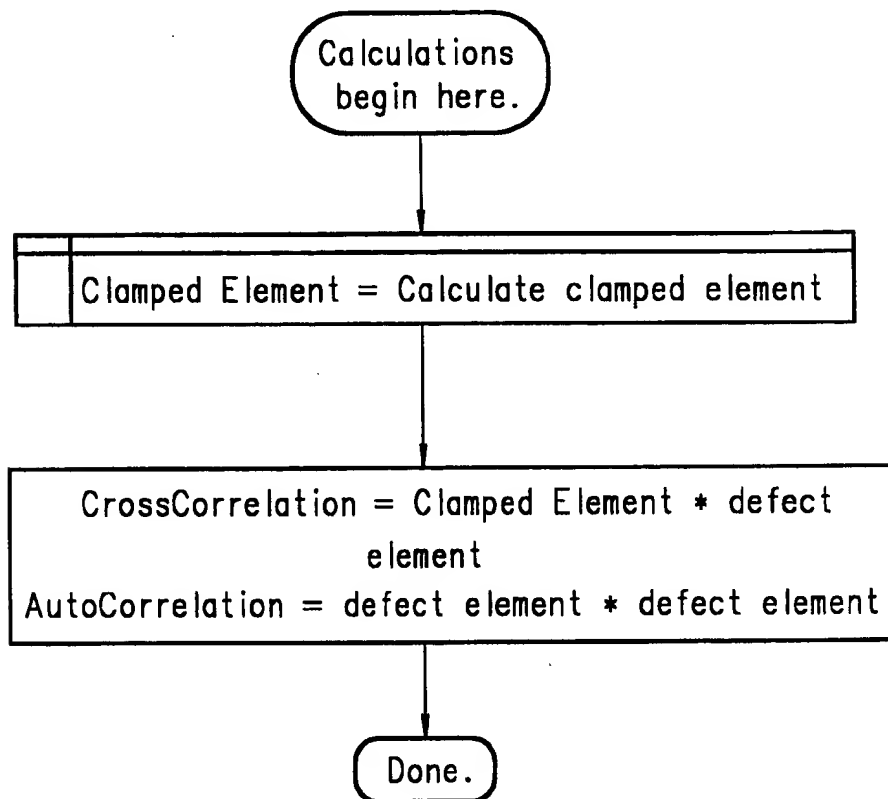 Calculations
begin here.
Clamped Element = Calculate clamped element
CrossCorrelation = Clamped Element * defect
element
AutoCorrelation = defect element * defect element
Done.